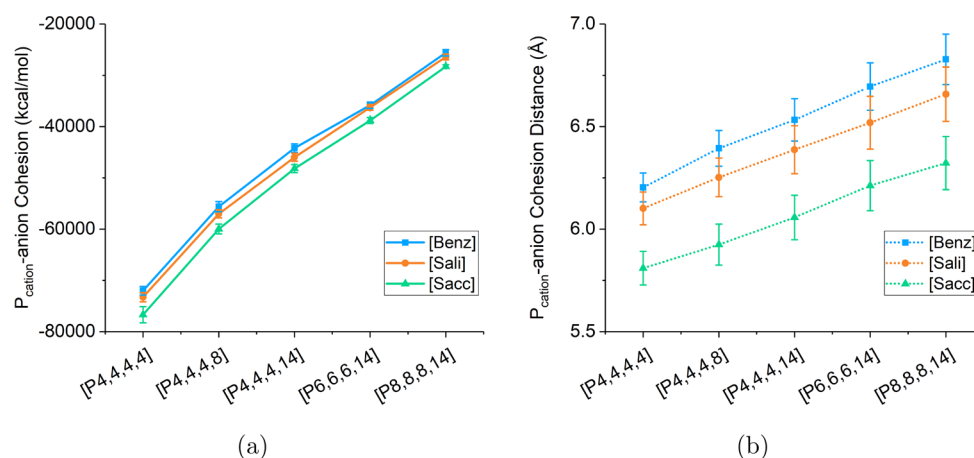 P_cation-anion Cohesion (kcal/mol)
-20000
-40000
-60000
-80000
[Benz]
[Sali]
[Sacc]
[P4,4,4,4]
[P4,4,4,8]
[P4,4,4,14]
[P6,6,6,14]
[P8,8,8,14]
(a)
P_cation-anion Cohesion Distance (Å)
7.0
6.5
6.0
5.5
[Benz]
[Sali]
[Sacc]
[P4,4,4,4]
[P4,4,4,8]
[P4,4,4,14]
[P6,6,6,14]
[P8,8,8,14]
(b)